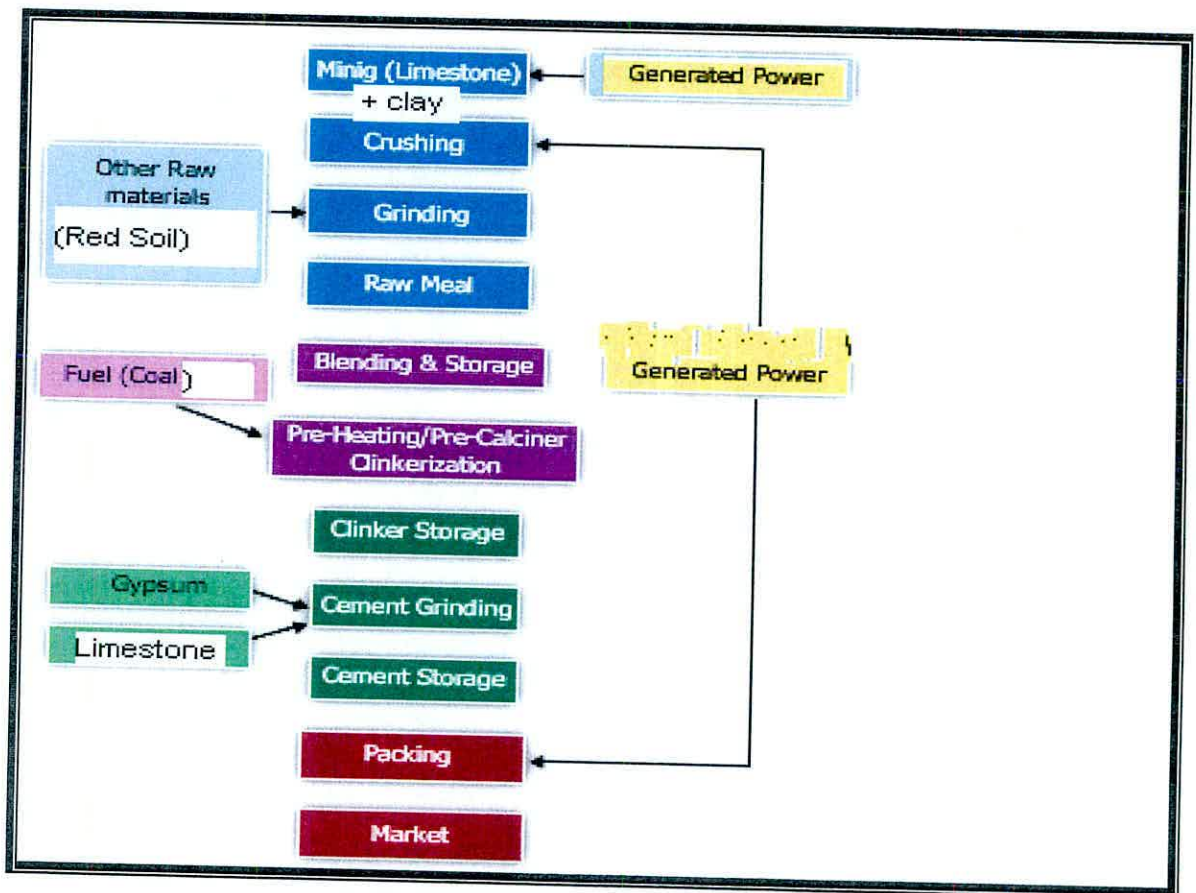 Minig (Limestone)
+ clay
Generated Power
Crushing
Other Raw
materials
(Red Soil)
Grinding
Raw Meal
Blending & Storage
Fuel (Coal)
Generated Power
Pre-Heating/Pre-Calciner
Clinkerization
Clinker Storage
Gypsum
Cement Grinding
Limestone
Cement Storage
Packing
Market